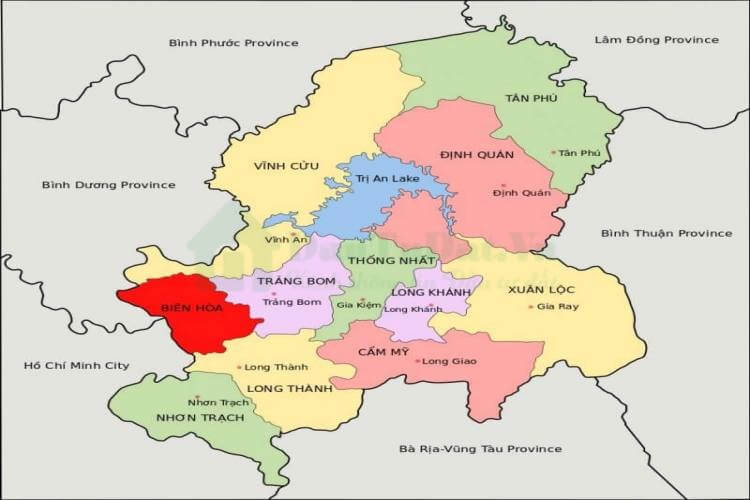 Bình Phước Province
Lâm Đồng Province
TÂN PHÚ
Tân Phú
VĨNH CỬU
ĐỊNH QUÁN
Trị An Lake
Định Quán
Bình Dương Province
Bình Thuận Province
Vĩnh An
THỐNG NHẤT
TRẢNG BOM
Trảng Bom
BIÊN HÒA
Gia Kiệm
LONG KHÁNH
Long Khánh
XUÂN LỘC
Gia Ray
Hồ Chí Minh City
CẨM MỸ
Long Giao
Long Thành
LONG THÀNH
Nhơn Trạch
NHƠN TRẠCH
Bà Rịa-Vũng Tàu Province